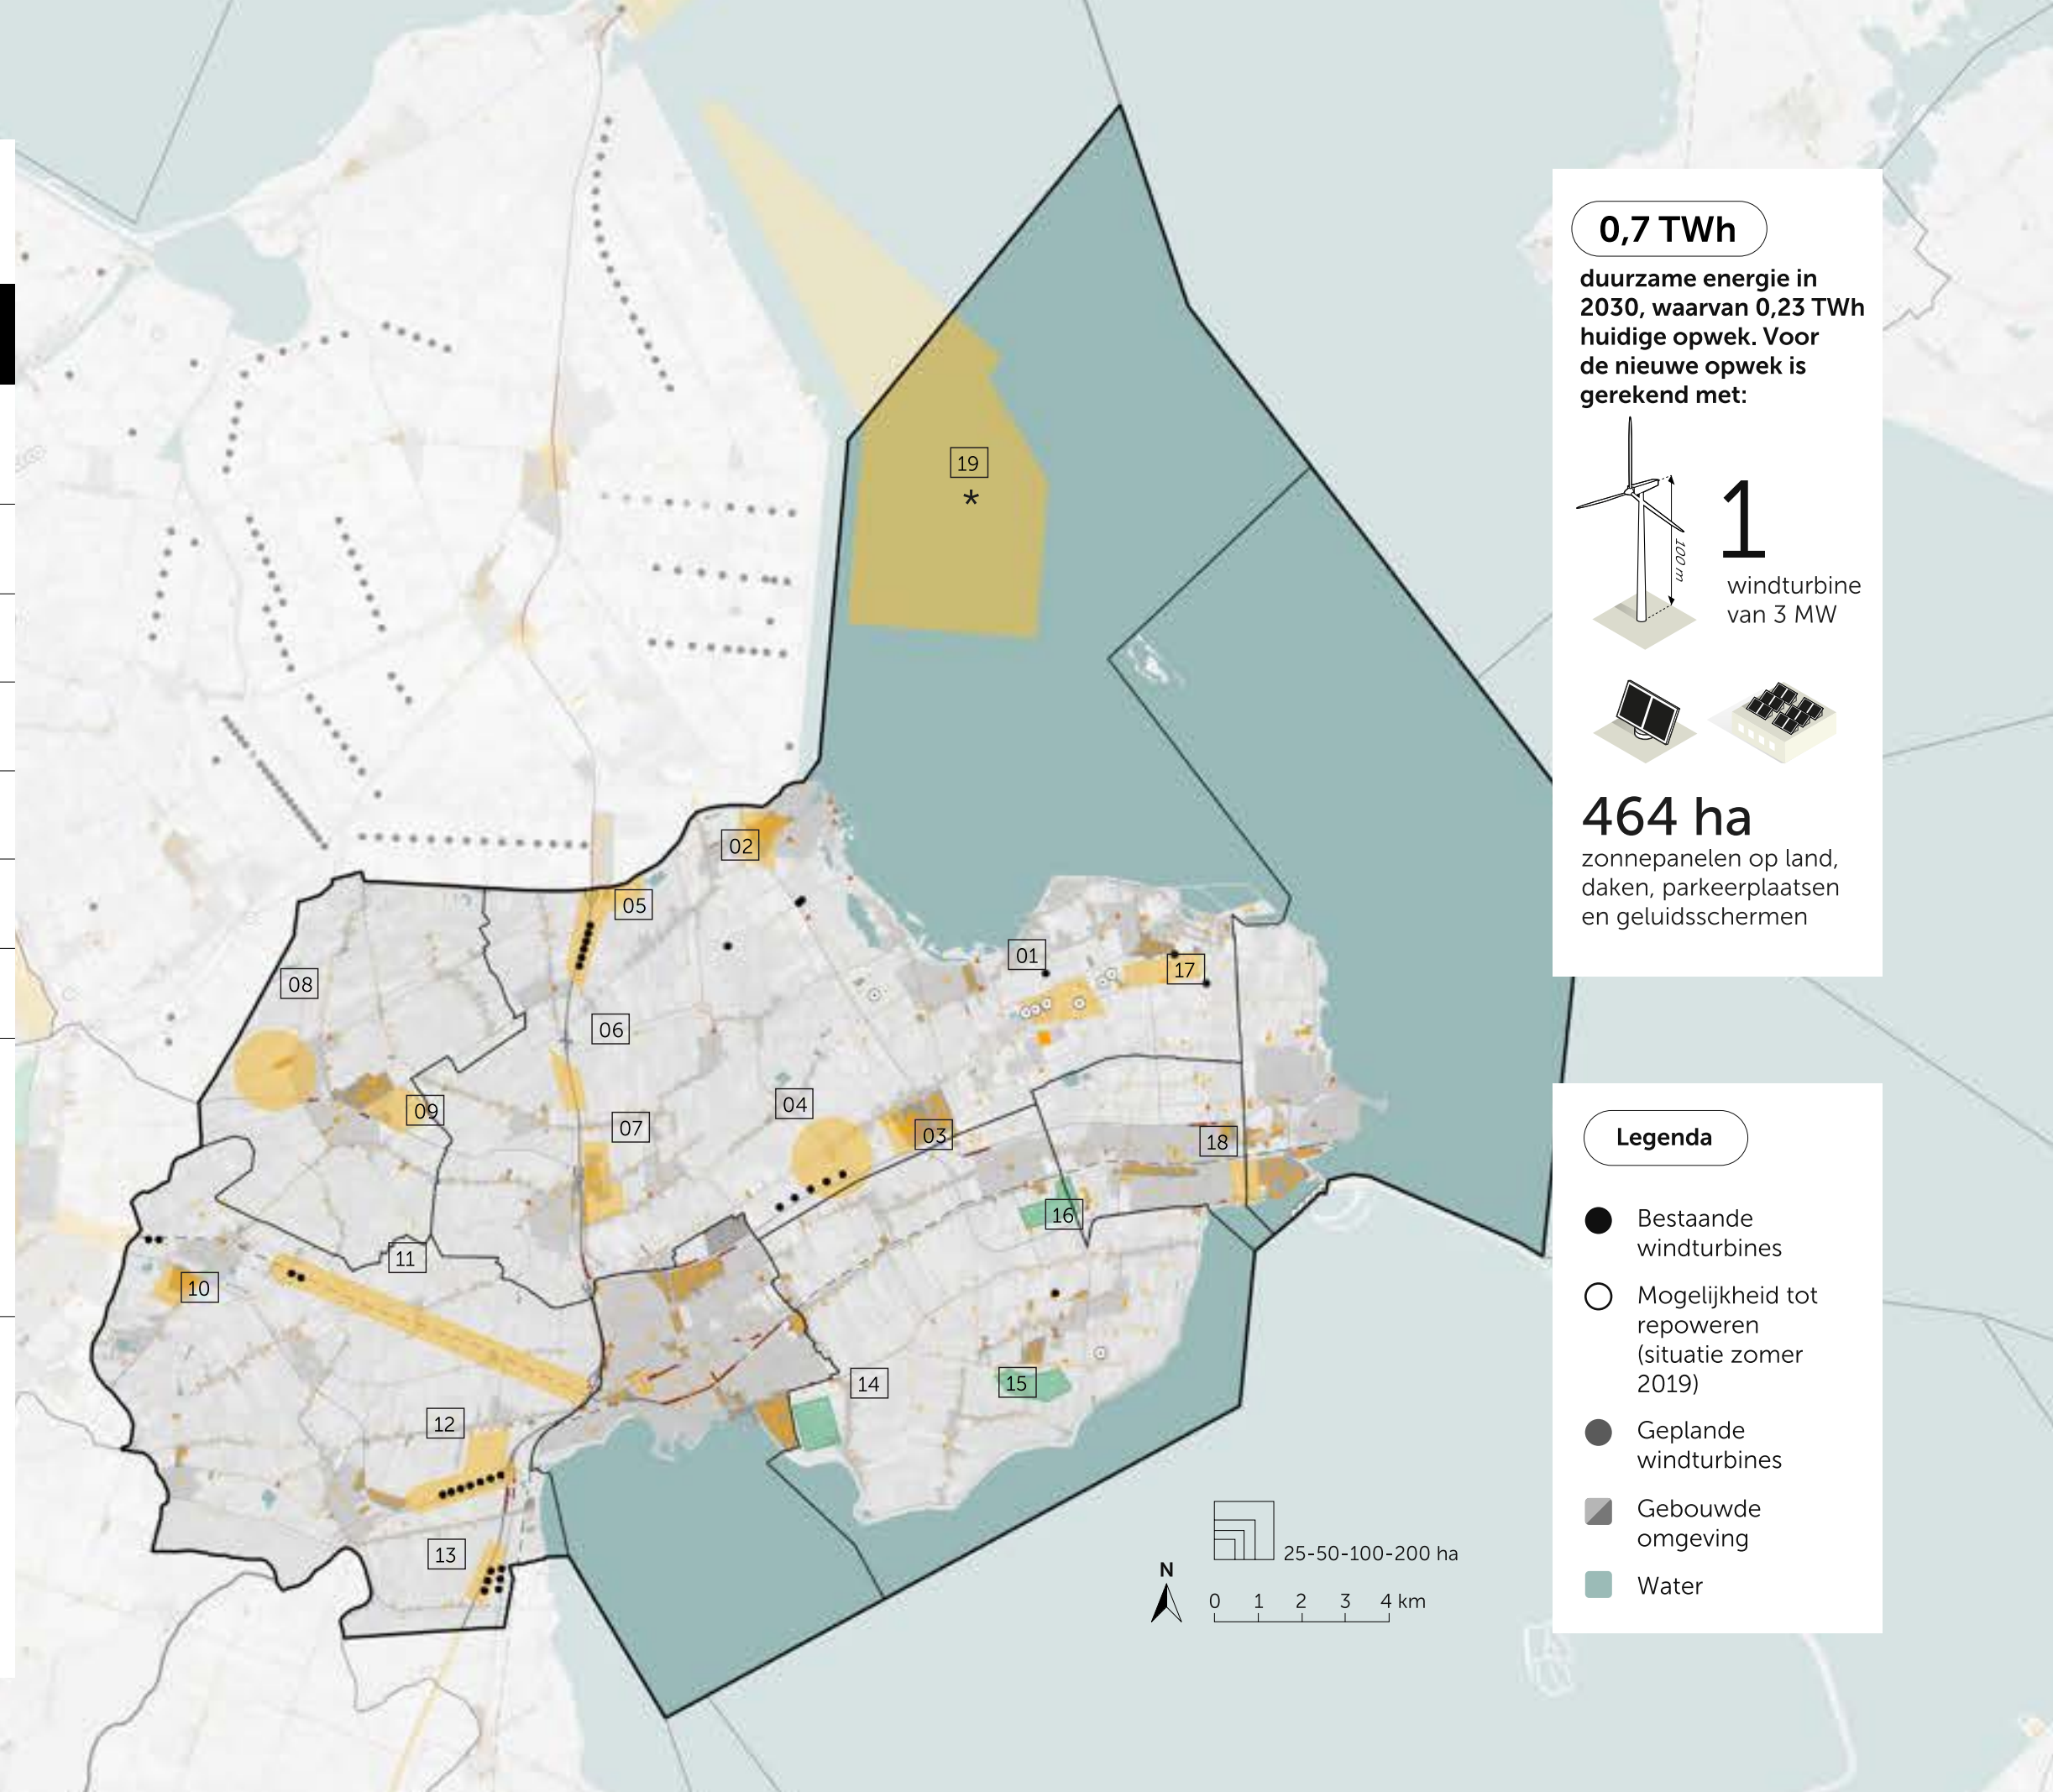 0,7 TWh
duurzame energie in
2030, waarvan 0,23 TWh
huidige opwek. Voor
de nieuwe opwek is
gerekend met:
100 m
1
windturbine
van 3 MW
464 ha
zonnepanelen op land,
daken, parkeerplaatsen
en geluidsschermen
19
*
02
05
01
17
08
06
09
04
07
03
18
16
11
10
14
15
12
13
25-50-100-200 ha
N
0 1 2 3 4 km
Legenda
Bestaande
windturbines
Mogelijkheid tot
repoweren
(situatie zomer
2019)
Geplande
windturbines
Gebouwde
omgeving
Water